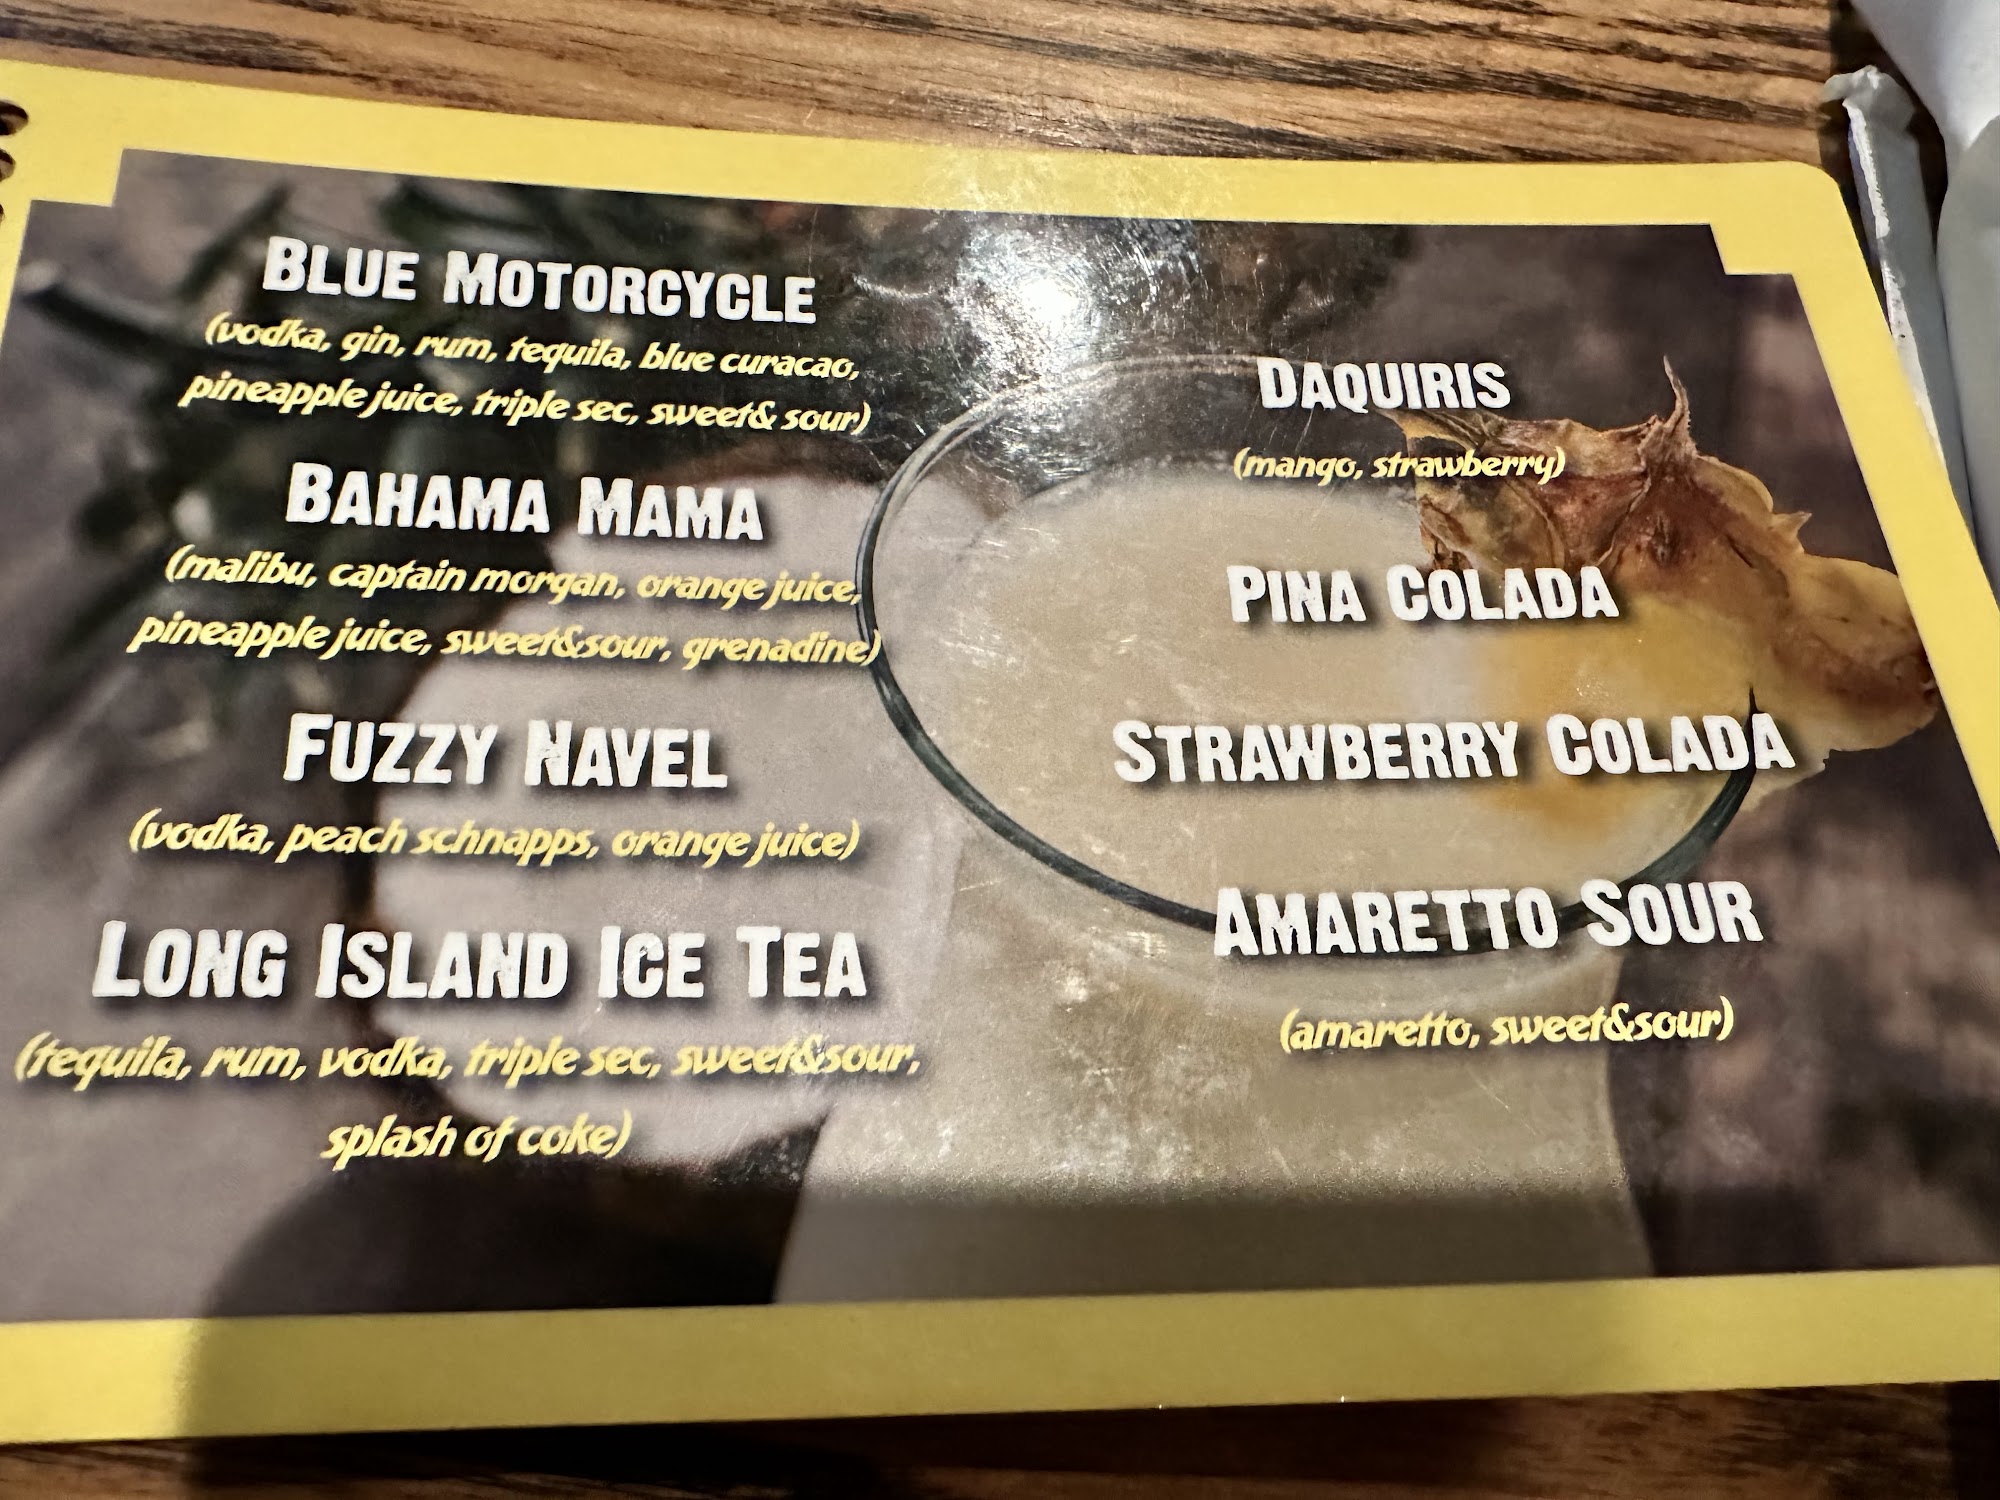 BLUE MOTORCYCLE
(vodka, gin, rum, tequila, blue curacao,
pineapple juice, triple sec, sweet& sour)
BAHAMA MAMA
(malibu, captain morgan, orange juice,
pineapple juice, sweet&sour, grenadine)
FUZZY NAVEL
(vodka, peach schnapps, orange juice)
LONG ISLAND ICE TEA
(tequila, rum, vodka, triple sec, sweet&sour,
splash of coke)
DAQUIRIS
(mango, strawberry)
PINA COLADA
STRAWBERRY COLADA
AMARETTO SOUR
(amaretto, sweet&sour)